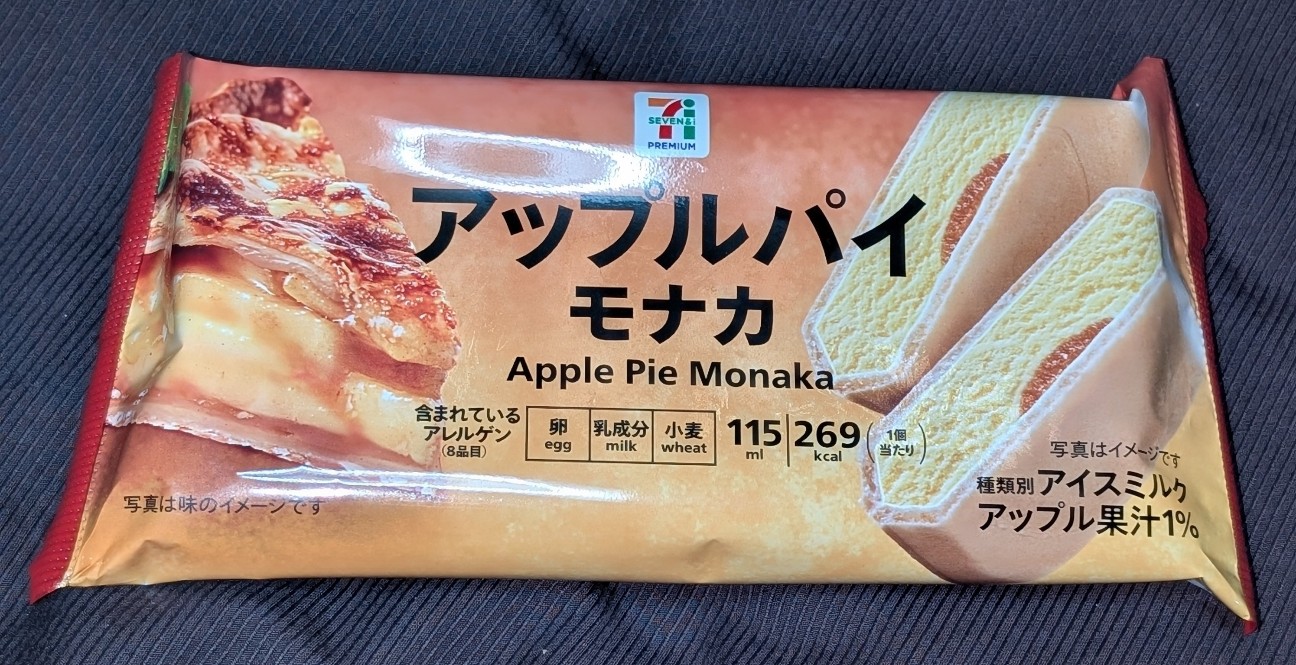 7i
SEVEN&i
PREMIUM
アップルパイ
モナカ
Apple Pie Monaka
含まれている
アレルゲン
(8品目)
卵
egg
乳成分
milk
小麦
wheat
115
ml
269
kcal
1個
当たり
写真は味のイメージです
写真はイメージです
種類別 アイスミルク
アップル果汁1%